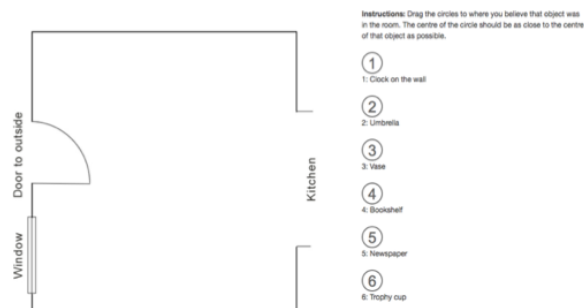 Instructions: Drag the circles to where you believe that object was
in the room. The centre of the circle should be as close to the centre
of that object as possible.
1
1: Clock on the wall
2
2: Umbrella
3
3: Vase
4
4: Bookshelf
5
5: Newspaper
6
6: Trophy cup
Door to outside
Window
Kitchen